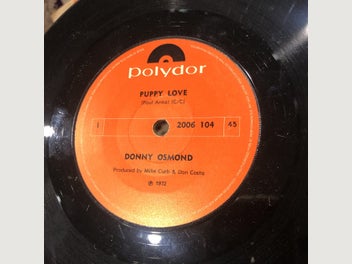 polydor
PUPPY LOVE
(Paul Anka) (C/C)
1 2006 104 45
DONNY OSMOND
Produced by Mike Curb & Don Costa
℗ 1972